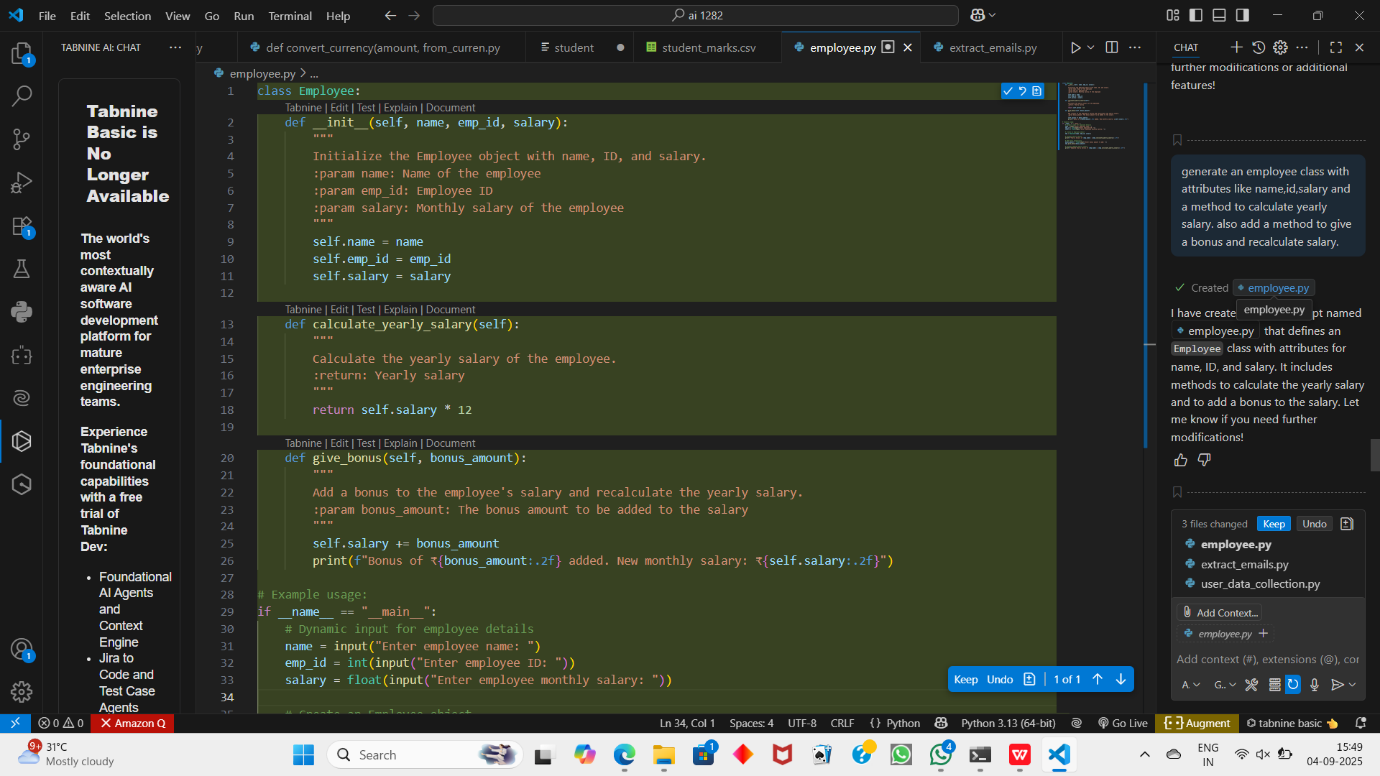 File Edit Selection View Go Run Terminal Help
ai 1282
TABNINE AI: CHAT
Tabnine Basic is No Longer Available
The world's most contextually aware AI software development platform for mature enterprise engineering teams.
Experience Tabnine's foundational capabilities with a free trial of Tabnine Dev:
• Foundational AI Agents and Context Engine
• Jira to Code and Test Case Agents
y
def convert_currency(amount, from_curren.py
student
student_marks.csv
employee.py
extract_emails.py
employee.py > ...
1 class Employee:
Tabnine | Edit | Test | Explain | Document
2 def __init__(self, name, emp_id, salary):
3 """
4 Initialize the Employee object with name, ID, and salary.
5 :param name: Name of the employee
6 :param emp_id: Employee ID
7 :param salary: Monthly salary of the employee
8 """
9 self.name = name
10 self.emp_id = emp_id
11 self.salary = salary
12
Tabnine | Edit | Test | Explain | Document
13 def calculate_yearly_salary(self):
14 """
15 Calculate the yearly salary of the employee.
16 :return: Yearly salary
17 """
18 return self.salary * 12
19
Tabnine | Edit | Test | Explain | Document
20 def give_bonus(self, bonus_amount):
21 """
22 Add a bonus to the employee's salary and recalculate the yearly salary.
23 :param bonus_amount: The bonus amount to be added to the salary
24 """
25 self.salary += bonus_amount
26 print(f"Bonus of ₹{bonus_amount:.2f} added. New monthly salary: ₹{self.salary:.2f}")
27
28 # Example usage:
29 if __name__ == "__main__":
30 # Dynamic input for employee details
31 name = input("Enter employee name: ")
32 emp_id = int(input("Enter employee ID: "))
33 salary = float(input("Enter employee monthly salary: "))
34
35 # Create an Employee object
Keep Undo 1 of 1
CHAT
further modifications or additional
features!
generate an employee class with
attributes like name,id,salary and
a method to calculate yearly
salary. also add a method to give
a bonus and recalculate salary.
Created employee.py
employee.py
I have create pt named
employee.py that defines an
Employee class with attributes for
name, ID, and salary. It includes
methods to calculate the yearly salary
and to add a bonus to the salary. Let
me know if you need further
modifications!
3 files changed Keep Undo
employee.py
extract_emails.py
user_data_collection.py
Add Context...
employee.py +
Add context (#), extensions (@), cor
A G..
0 0 Amazon Q
Ln 34, Col 1 Spaces: 4 UTF-8 CRLF {} Python Python 3.13 (64-bit) Go Live Augment tabnine basic
9+ 31°C
Mostly cloudy
Search
1
4
ENG
IN
15:49
04-09-2025